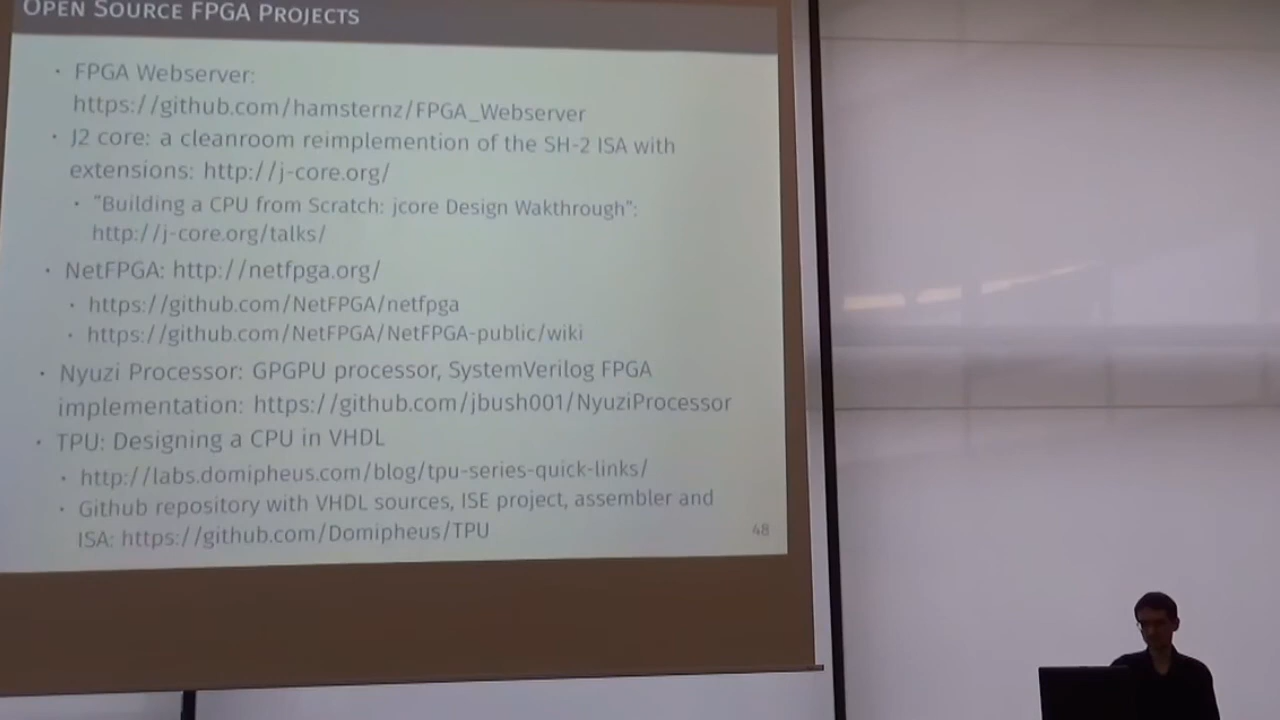 OPEN SOURCE FPGA PROJECTS
· FPGA Webserver:
https://github.com/hamsternz/FPGA_Webserver
· J2 core: a cleanroom reimplemention of the SH-2 ISA with
extensions: http://j-core.org/
· "Building a CPU from Scratch: jcore Design Wakthrough":
http://j-core.org/talks/
· NetFPGA: http://netfpga.org/
· https://github.com/NetFPGA/netfpga
· https://github.com/NetFPGA/NetFPGA-public/wiki
· Nyuzi Processor: GPGPU processor, SystemVerilog FPGA
implementation: https://github.com/jbush001/NyuziProcessor
· TPU: Designing a CPU in VHDL
· http://labs.domipheus.com/blog/tpu-series-quick-links/
· Github repository with VHDL sources, ISE project, assembler and
ISA: https://github.com/Domipheus/TPU
48